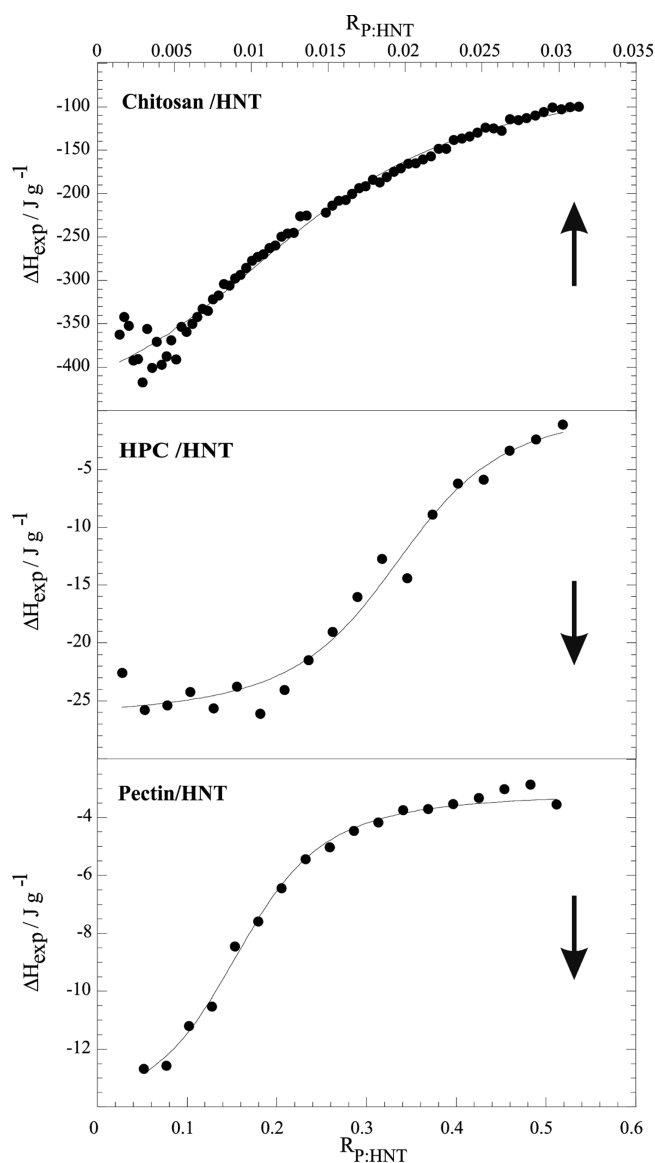 R_P:HNT
0 0.005 0.01 0.015 0.02 0.025 0.03 0.035
Chitosan /HNT
-100
-150
-200
-250
-300
-350
-400
ΔH_exp / J g⁻¹
HPC /HNT
-5
-10
-15
-20
-25
ΔH_exp / J g⁻¹
Pectin/HNT
-4
-6
-8
-10
-12
ΔH_exp / J g⁻¹
0 0.1 0.2 0.3 0.4 0.5 0.6
R_P:HNT